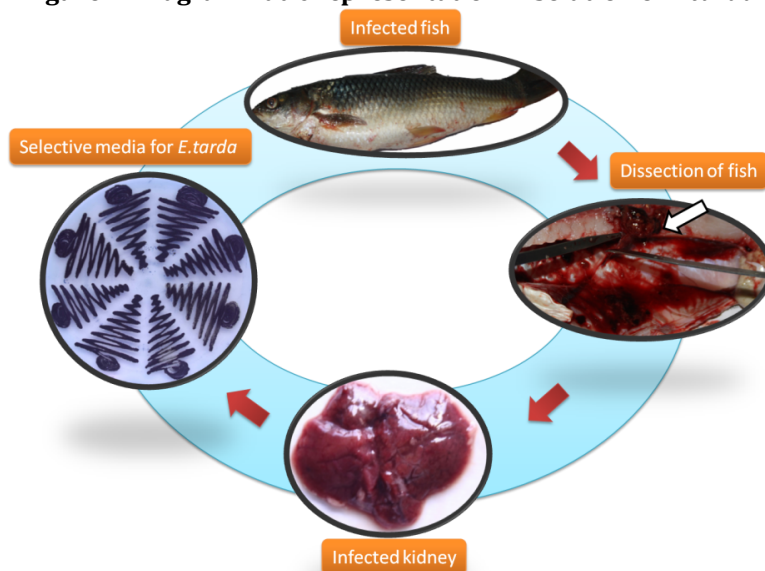 Infected fish
Selective media for E.tarda
Dissection of fish
Infected kidney